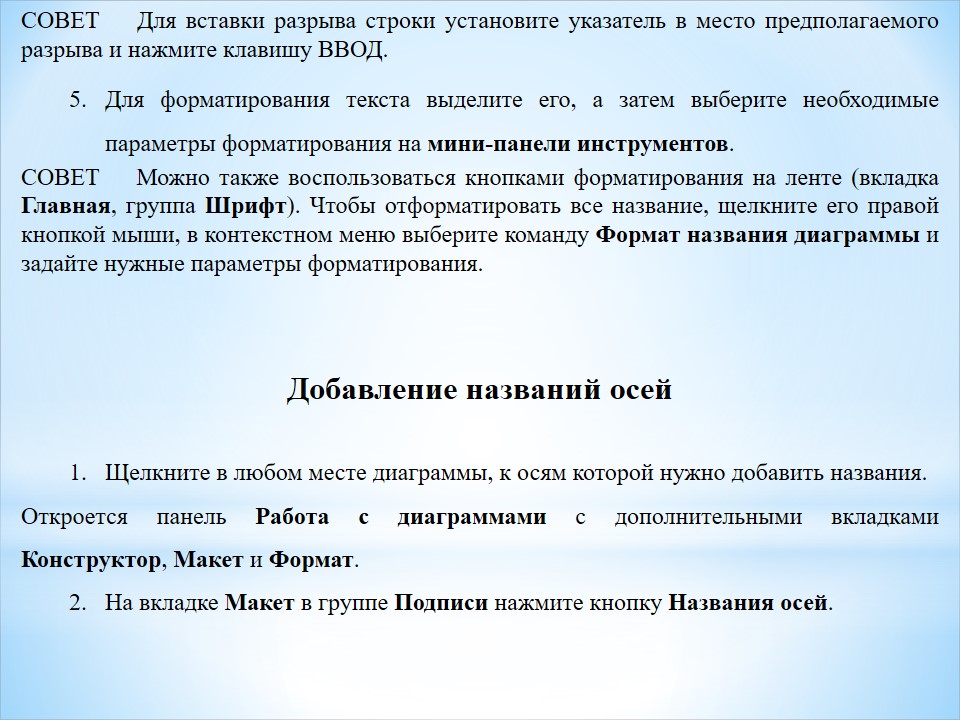 СОВЕТ Для вставки разрыва строки установите указатель в место предполагаемого
разрыва и нажмите клавишу ВВОД.
5. Для форматирования текста выделите его, а затем выберите необходимые
параметры форматирования на мини-панели инструментов.
СОВЕТ Можно также воспользоваться кнопками форматирования на ленте (вкладка
Главная, группа Шрифт). Чтобы отформатировать все название, щелкните его правой
кнопкой мыши, в контекстном меню выберите команду Формат названия диаграммы и
задайте нужные параметры форматирования.
Добавление названий осей
1. Щелкните в любом месте диаграммы, к осям которой нужно добавить названия.
Откроется панель Работа с диаграммами с дополнительными вкладками
Конструктор, Макет и Формат.
2. На вкладке Макет в группе Подписи нажмите кнопку Названия осей.